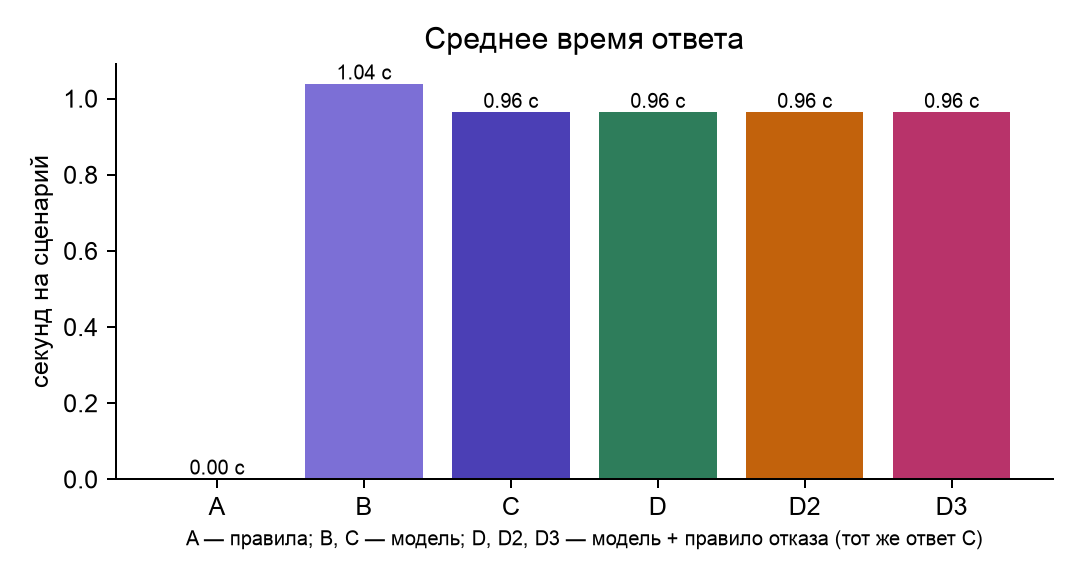 Среднее время ответа
секунд на сценарий
1.0
0.8
0.6
0.4
0.2
0.0
0.00 с
1.04 с
0.96 с
0.96 с
0.96 с
0.96 с
A
B
C
D
D2
D3
A — правила; B, C — модель; D, D2, D3 — модель + правило отказа (тот же ответ C)